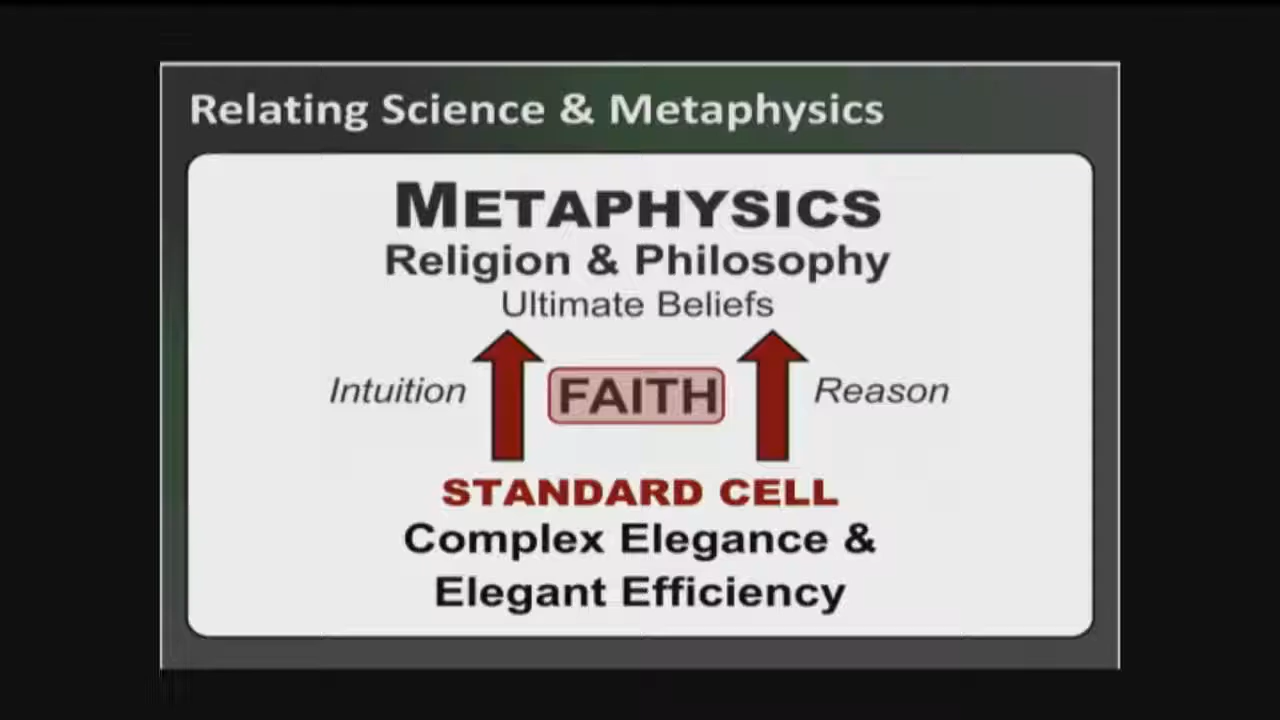 Relating Science & Metaphysics
METAPHYSICS
Religion & Philosophy
Ultimate Beliefs
Intuition FAITH Reason
STANDARD CELL
Complex Elegance &
Elegant Efficiency